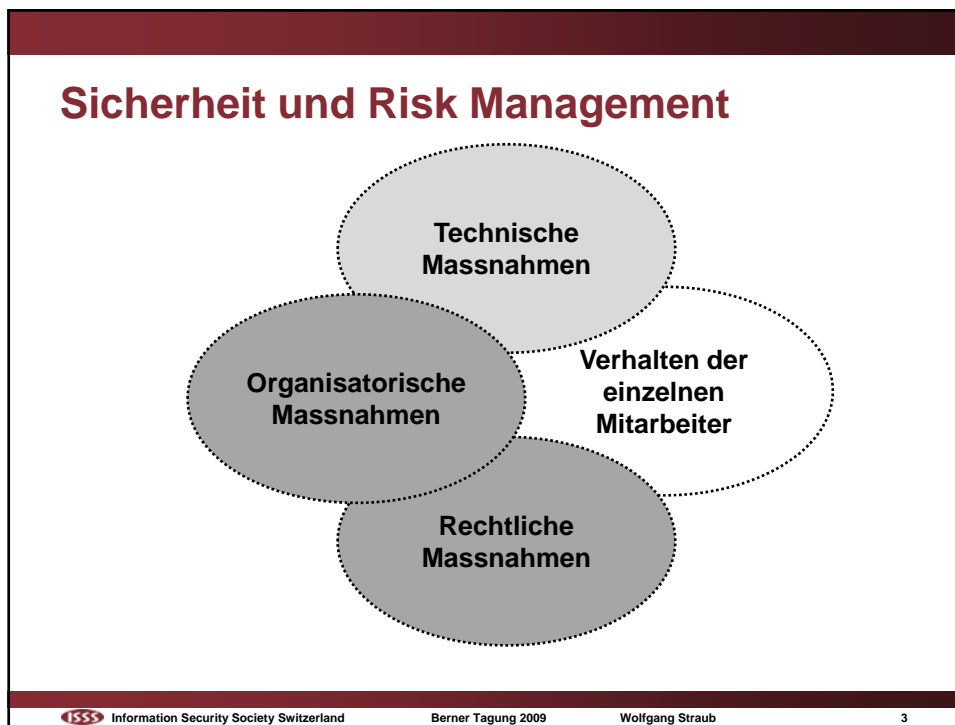 Sicherheit und Risk Management
Technische
Massnahmen
Organisatorische
Massnahmen
Verhalten der
einzelnen
Mitarbeiter
Rechtliche
Massnahmen
ISSS Information Security Society Switzerland Berner Tagung 2009 Wolfgang Straub 3